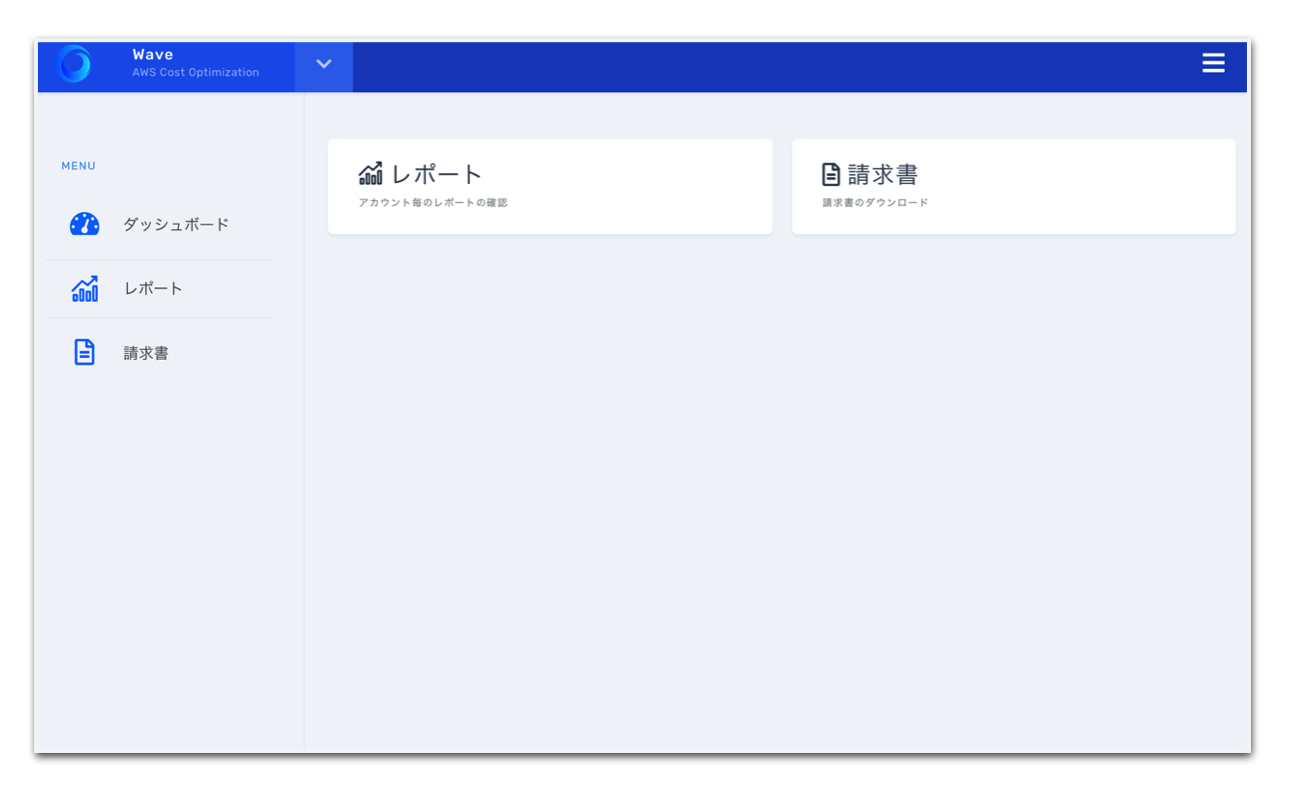 Wave
AWS Cost Optimization
MENU
ダッシュボード
レポート
請求書
レポート
アカウント毎のレポートの確認
請求書
請求書のダウンロード